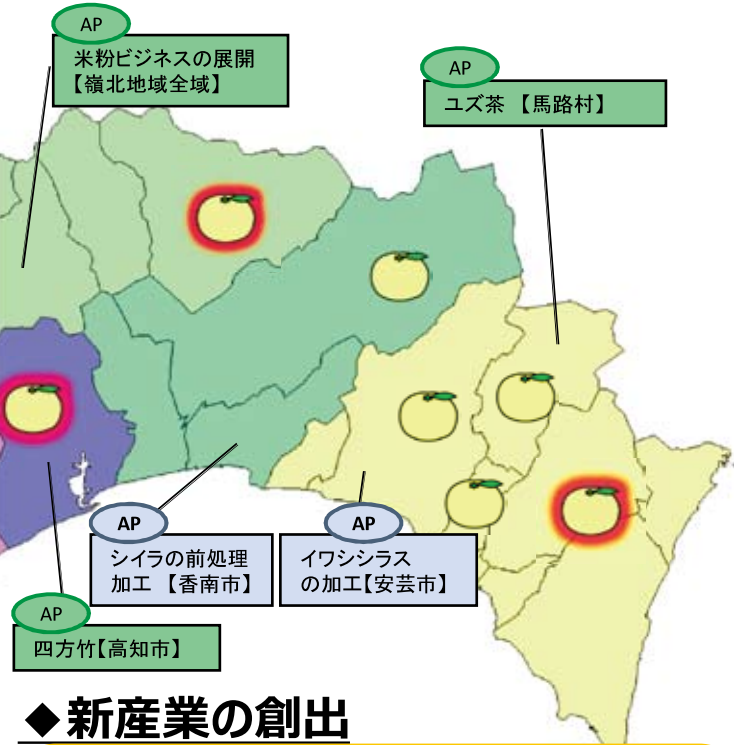 AP
米粉ビジネスの展開
【嶺北地域全域】
AP
ユズ茶 【馬路村】
AP
シイラの前処理
加工 【香南市】
AP
イワシシラス
の加工【安芸市】
AP
四方竹【高知市】
◆新産業の創出